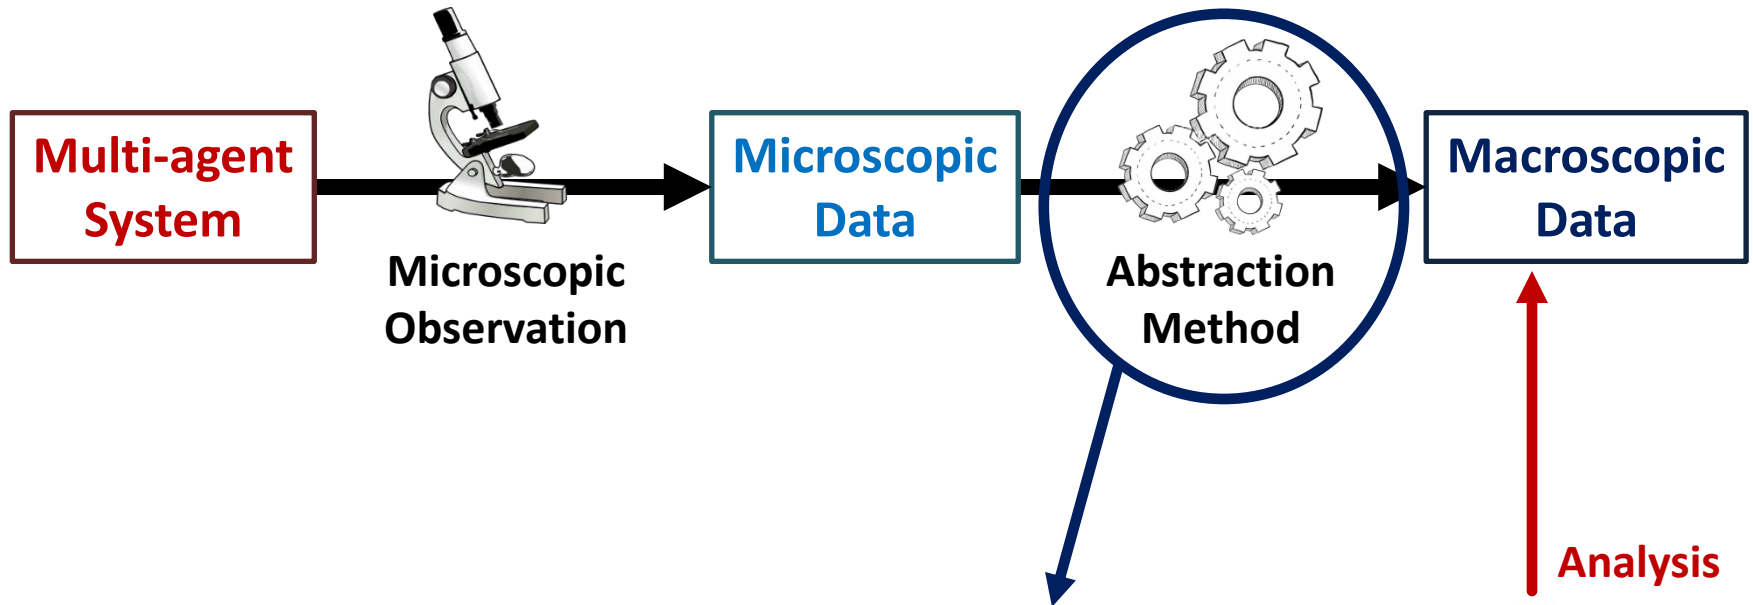 Multi-agent
System
Microscopic
Observation
Microscopic
Data
Abstraction
Method
Macroscopic
Data
Analysis